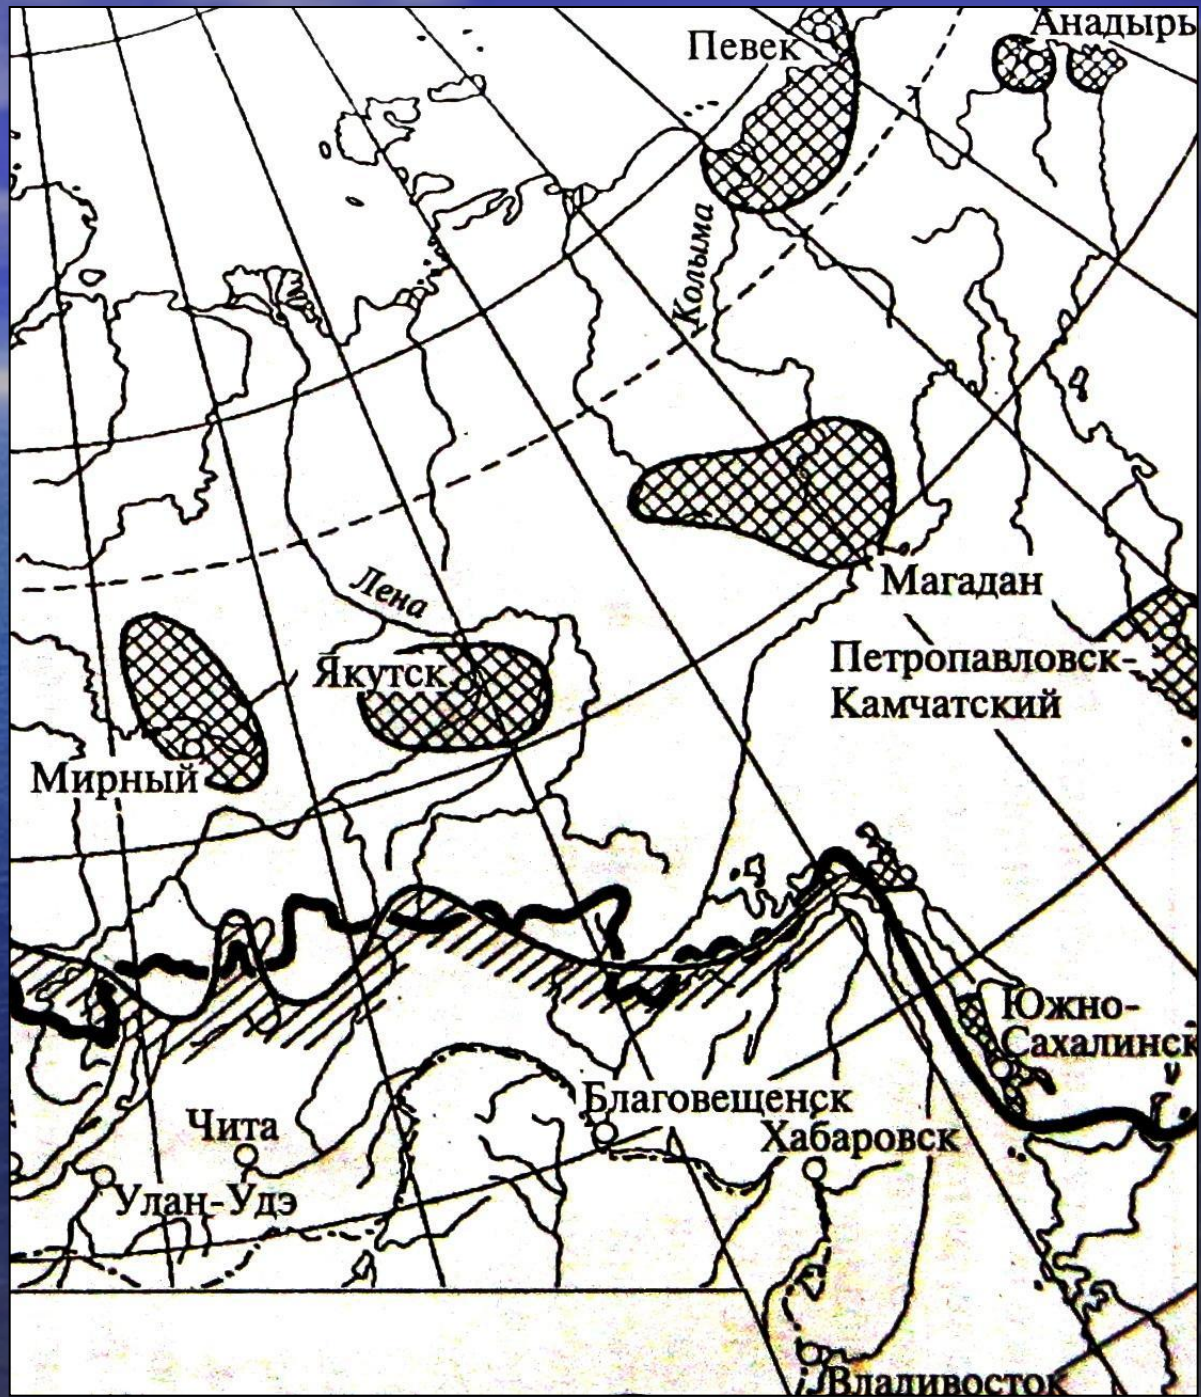 Анадырь
Певек
Колыма
Магадан
Лена
Петропавловск-
Камчатский
Якутск
Мирный
Южно-
Сахалинск
Благовещенск
Чита
Хабаровск
Улан-Удэ
Владивосток